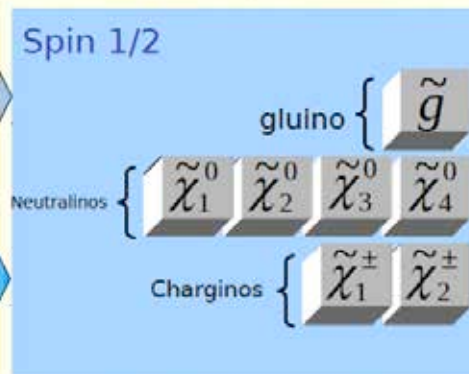 Spin 1/2
gluino { g̃
Neutralinos { χ̃₁⁰ χ̃₂⁰ χ̃₃⁰ χ̃₄⁰
Charginos { χ̃₁± χ̃₂±